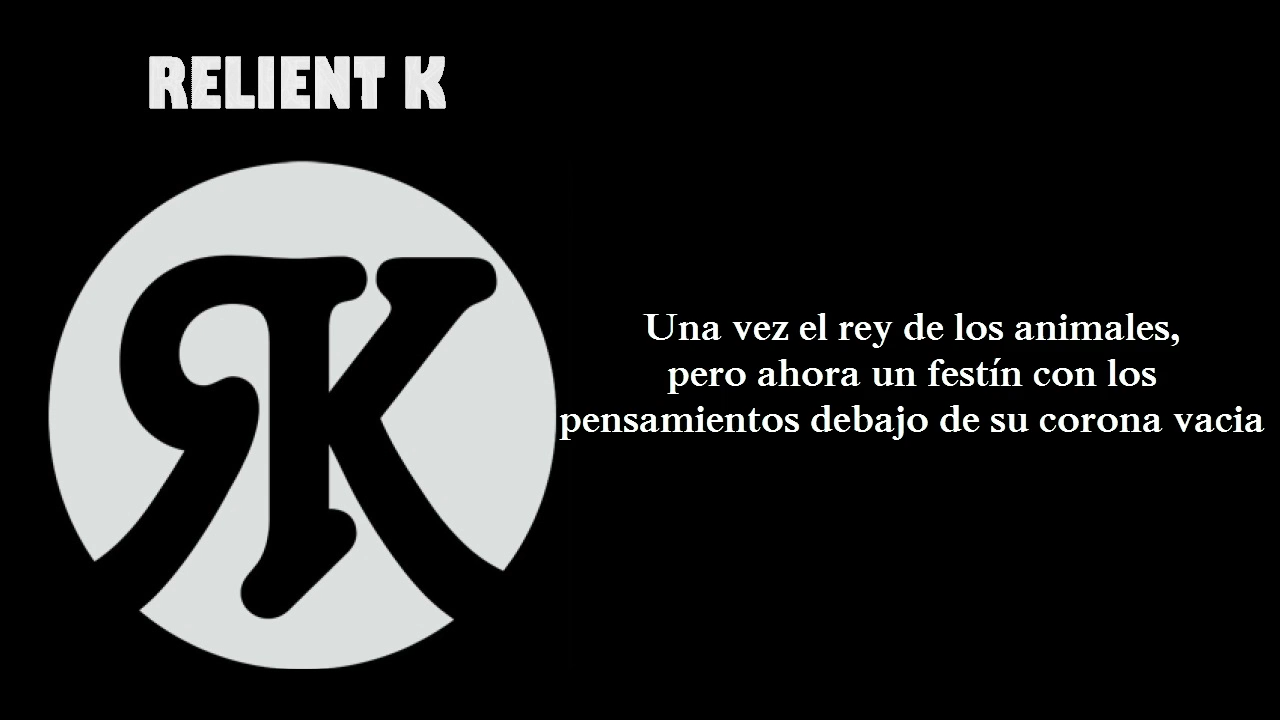 RELIENT K
RK
Una vez el rey de los animales,
pero ahora un festín con los
pensamientos debajo de su corona vacia